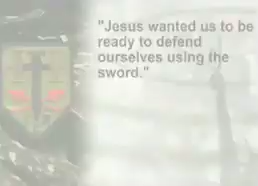 "Jesus wanted us to be
ready to defend
ourselves using the
sword."